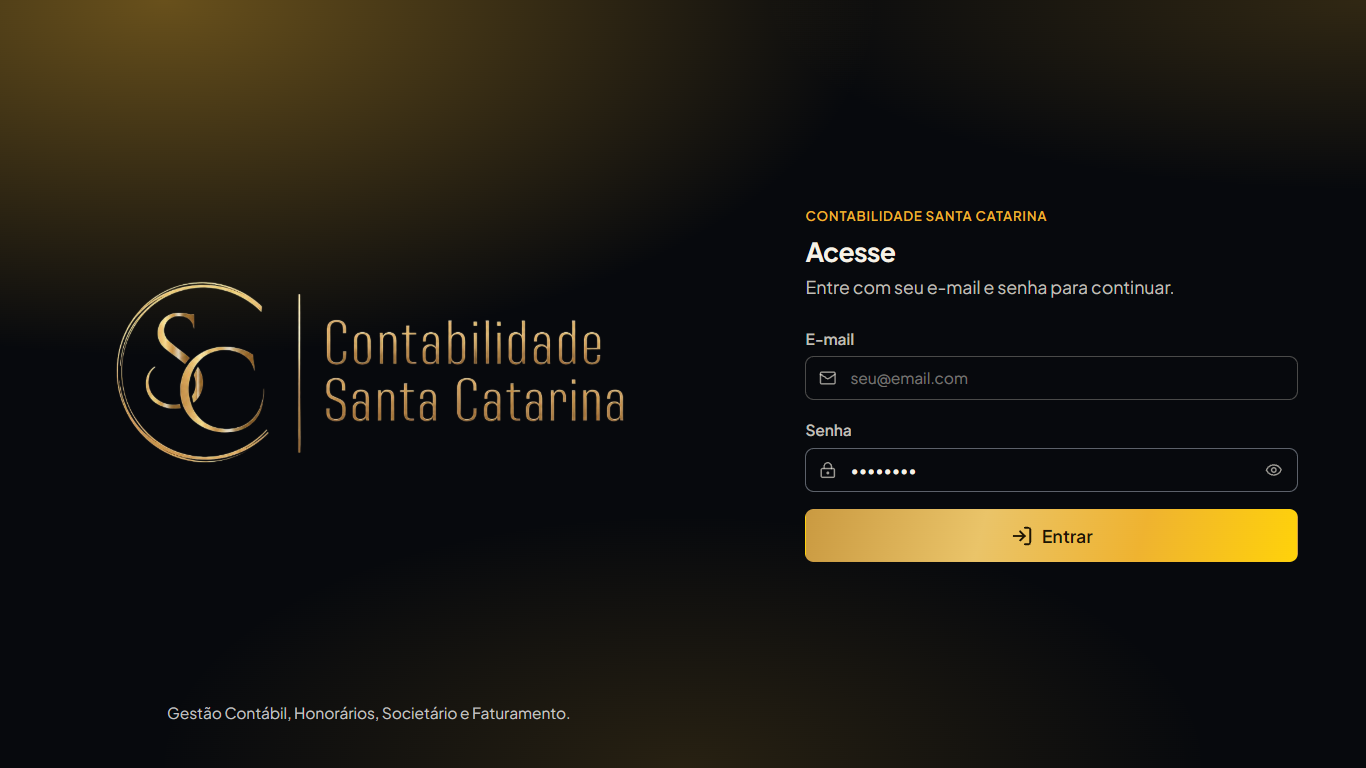 SC
Contabilidade
Santa Catarina
Gestão Contábil, Honorários, Societário e Faturamento.
CONTABILIDADE SANTA CATARINA
Acesse
Entre com seu e-mail e senha para continuar.
E-mail
seu@email.com
Senha
••••••••
Entrar